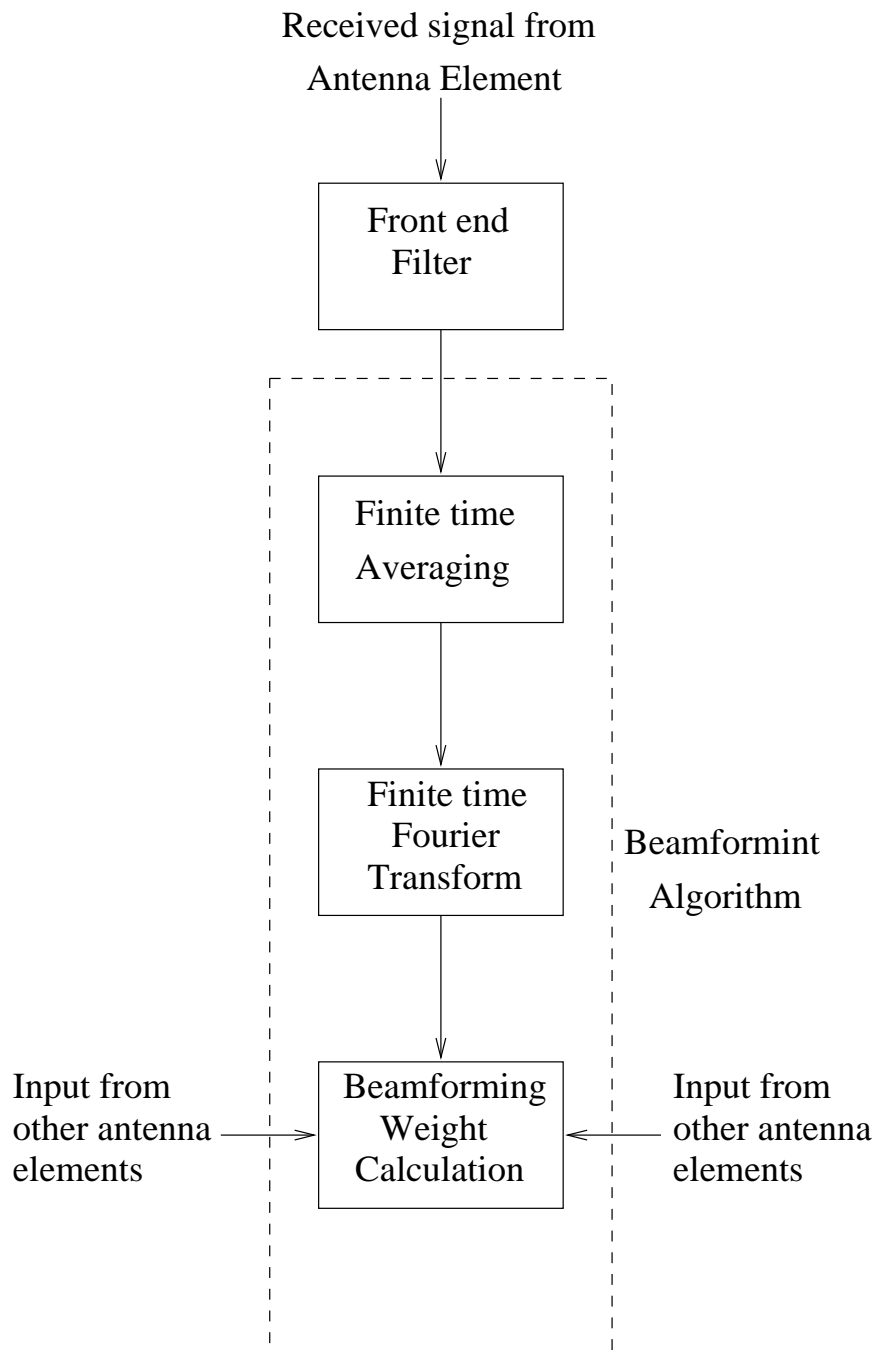 Received signal from
Antenna Element
Front end
Filter
Finite time
Averaging
Finite time
Fourier
Transform
Beamformint
Algorithm
Input from
other antenna
elements
Beamforming
Weight
Calculation
Input from
other antenna
elements